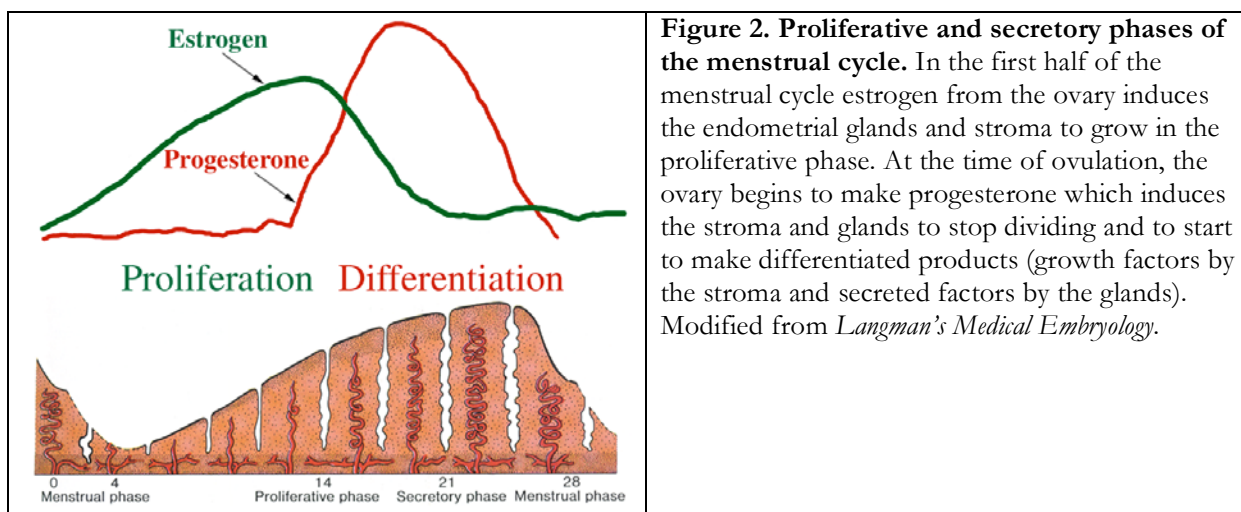 Estrogen
Progesterone
Proliferation Differentiation
0 4 14 21 28
Menstrual phase Proliferative phase Secretory phase Menstrual phase
Figure 2. Proliferative and secretory phases of
the menstrual cycle. In the first half of the
menstrual cycle estrogen from the ovary induces
the endometrial glands and stroma to grow in the
proliferative phase. At the time of ovulation, the
ovary begins to make progesterone which induces
the stroma and glands to stop dividing and to start
to make differentiated products (growth factors by
the stroma and secreted factors by the glands).
Modified from Langman's Medical Embryology.